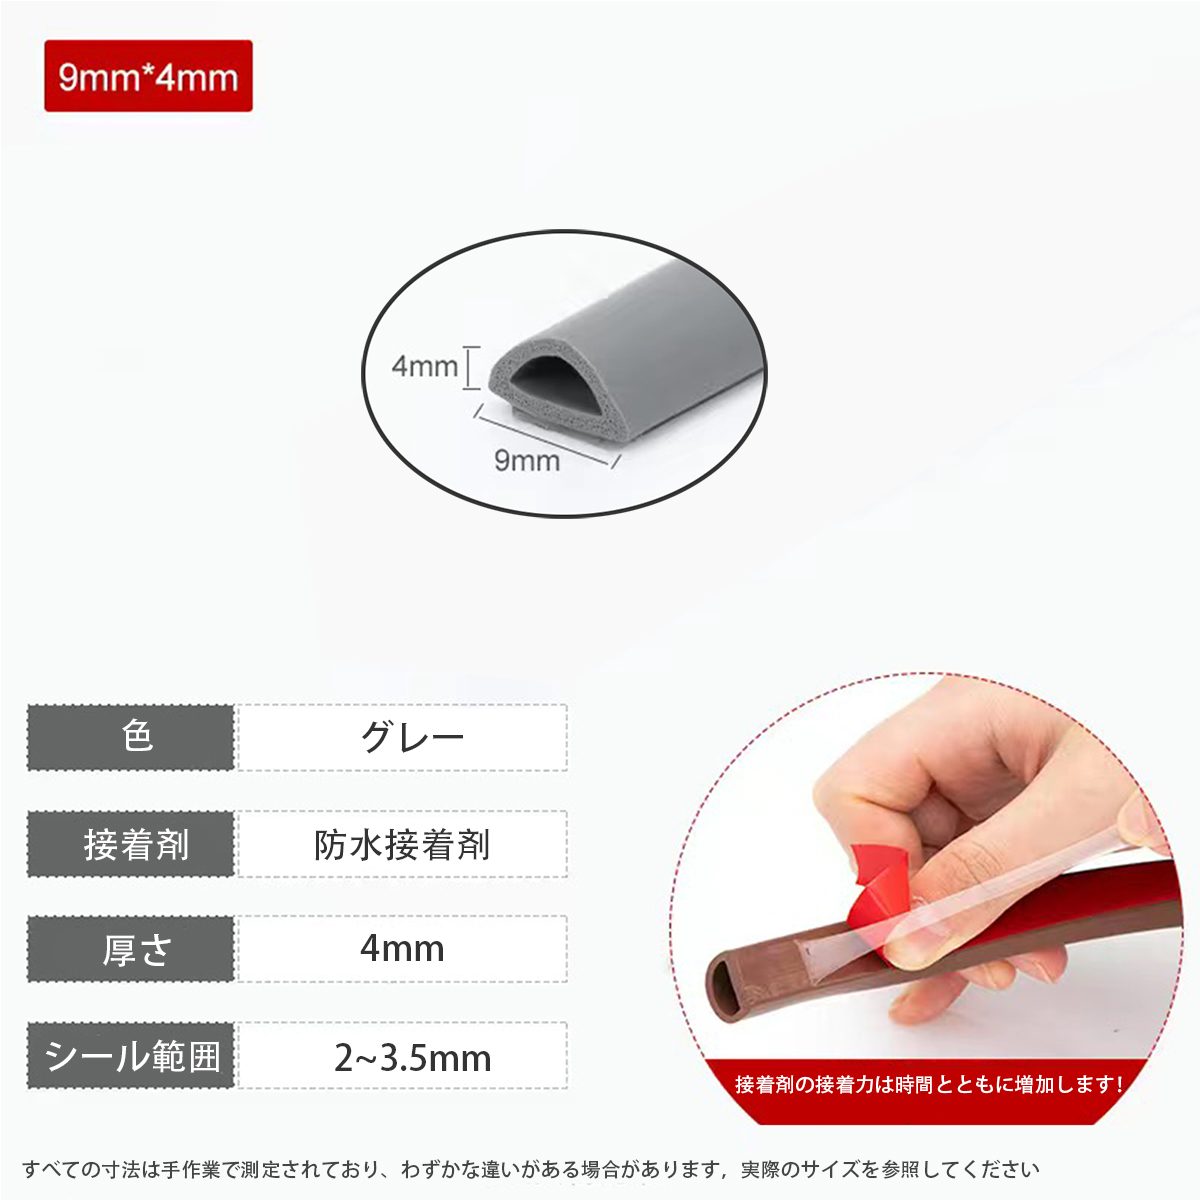 9mm*4mm
4mm
9mm
色 グレー
接着剤 防水接着剤
厚さ 4mm
シール範囲 2~3.5mm
接着剤の接着力は時間とともに増加します!
すべての寸法は手作業で測定されており、わずかな違いがある場合があります，実際のサイズを参照してください